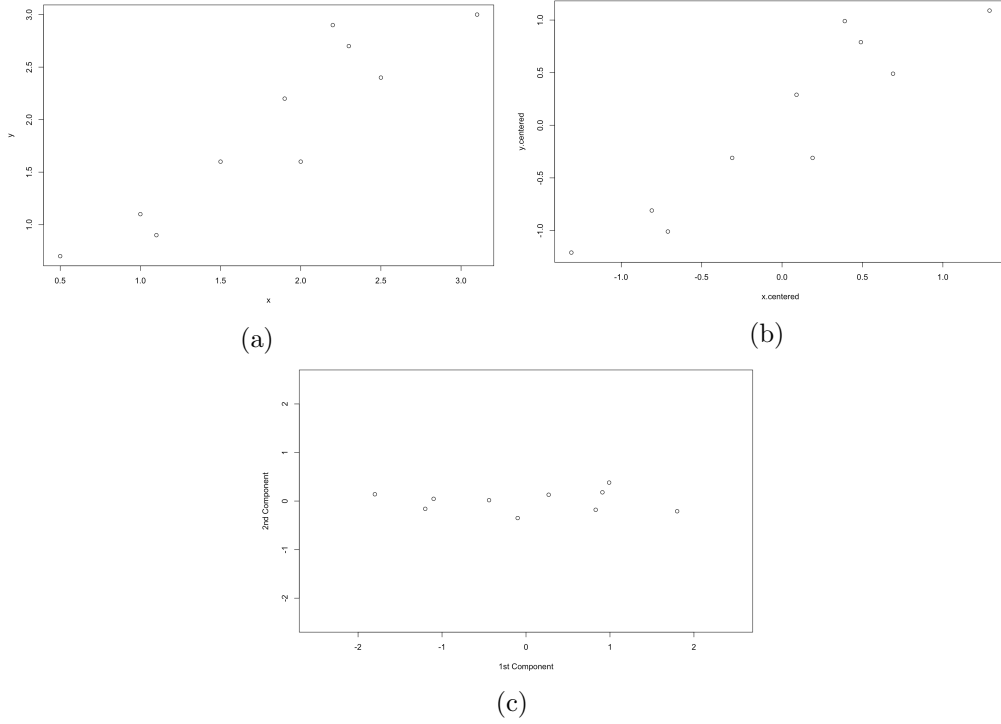 3.0
2.5
2.0
1.5
1.0
y
0.5 1.0 1.5 2.0 2.5 3.0
x
(a)
1.0
0.5
0.0
-0.5
-1.0
y.centered
-1.0 -0.5 0.0 0.5 1.0
x.centered
(b)
2
1
0
-1
-2
2nd Component
-2 -1 0 1 2
1st Component
(c)